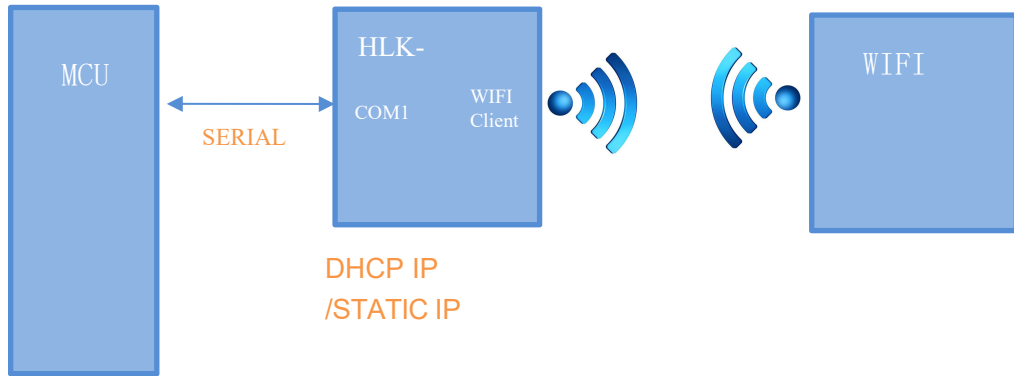 MCU
SERIAL
HLK-
COM1
WIFI
Client
DHCP IP
/STATIC IP
WIFI